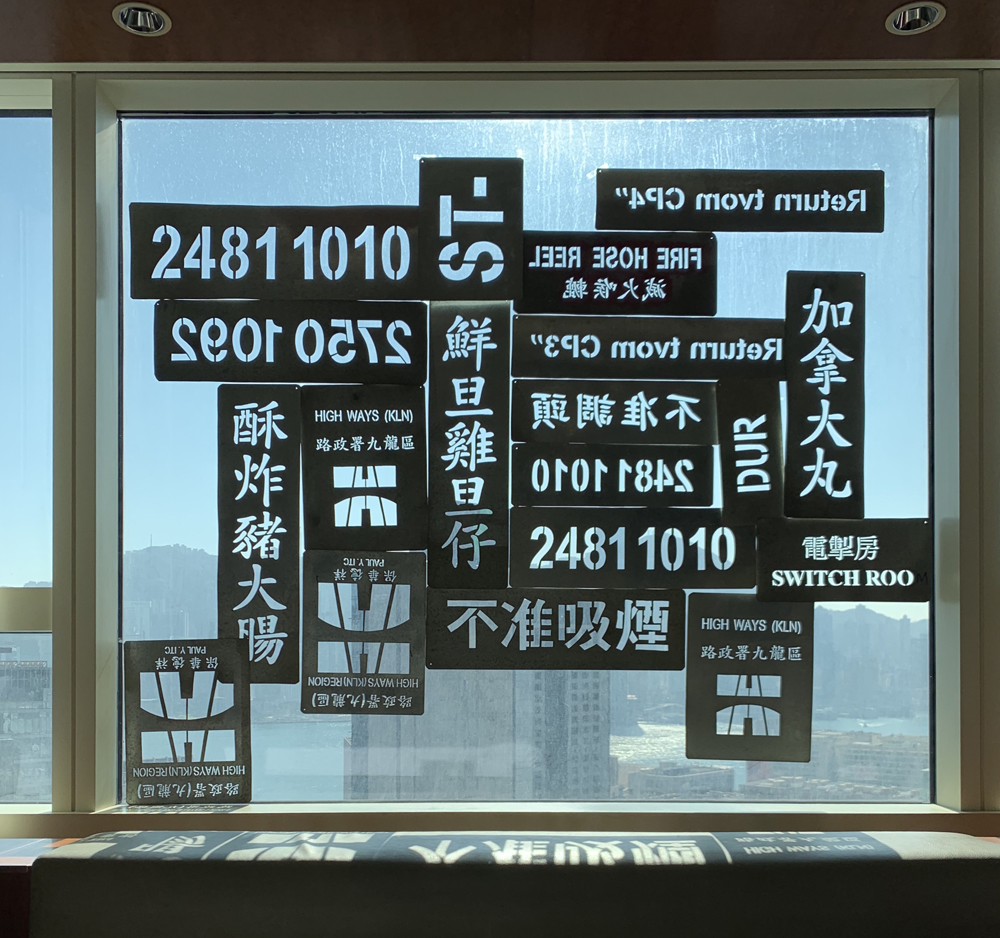 ST-
Return tvom CP4”
2481 1010
FIRE HOSE REEL
滅火喉轆
加拿大丸
2750 1092
鮮旦雞旦仔
Return tvom CP3”
酥炸豬大腸
HIGH WAYS (KLN)
路政署九龍區
不准調頭
DUR
2481 1010
2481 1010
電掣房
SWITCH ROOM
不准吸煙
PAUL Y. ITC
保華德祥
HIGH WAYS (KLN) REGION
路政署(九龍區)
HIGH WAYS (KLN)
路政署九龍區
PAUL Y. ITC
保華德祥
HIGH WAYS (KLN) REGION
路政署(九龍區)